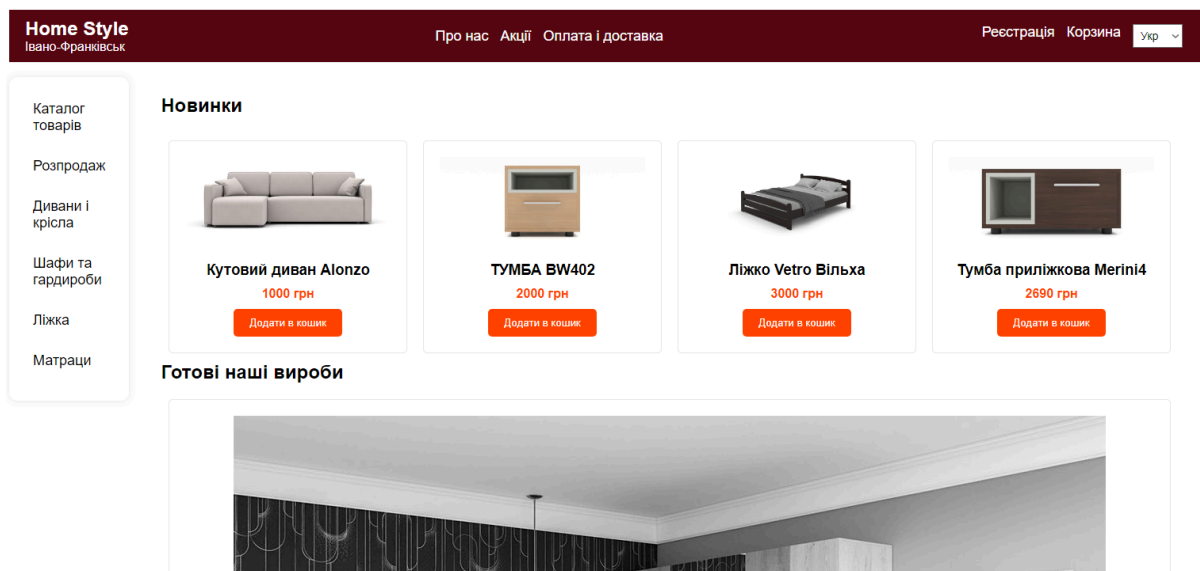 Home Style
Івано-Франківськ
Про нас Акції Оплата і доставка
Реєстрація Корзина Укр
Каталог
товарів
Розпродаж
Дивани і
крісла
Шафи та
гардероби
Ліжка
Матраци
Новинки
Кутовий диван Alonzo
1000 грн
Додати в кошик
ТУМБА BW402
2000 грн
Додати в кошик
Ліжко Vetro Вільха
3000 грн
Додати в кошик
Тумба приліжкова Merini4
2690 грн
Додати в кошик
Готові наші вироби